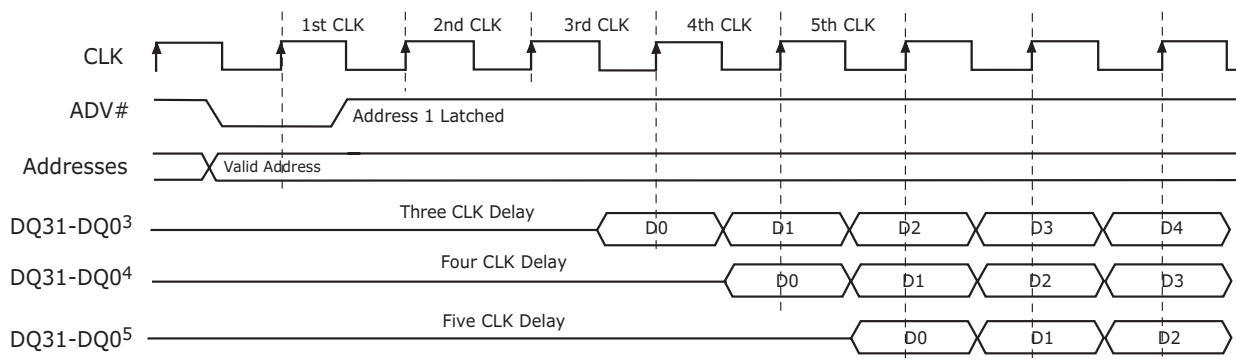 1st CLK 2nd CLK 3rd CLK 4th CLK 5th CLK
CLK
ADV# Address 1 Latched
Addresses Valid Address
DQ31-DQ0³ Three CLK Delay D0 D1 D2 D3 D4
DQ31-DQ0⁴ Four CLK Delay D0 D1 D2 D3
DQ31-DQ0⁵ Five CLK Delay D0 D1 D2